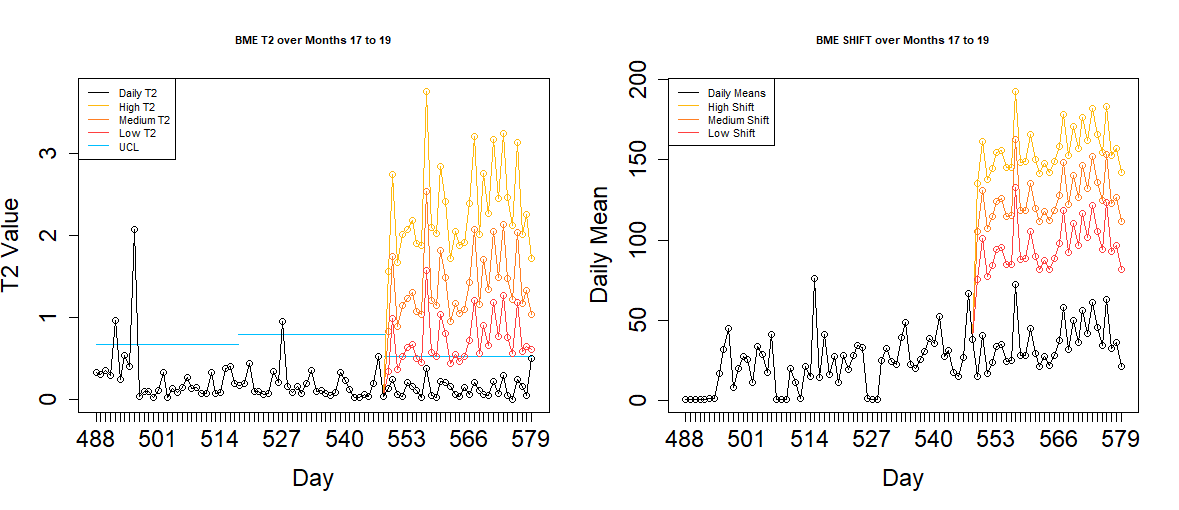 BME T2 over Months 17 to 19
Daily T2
High T2
Medium T2
Low T2
UCL
T2 Value
0
1
2
3
488
501
514
527
540
553
566
579
Day
BME SHIFT over Months 17 to 19
Daily Means
High Shift
Medium Shift
Low Shift
Daily Mean
0
50
100
150
200
488
501
514
527
540
553
566
579
Day